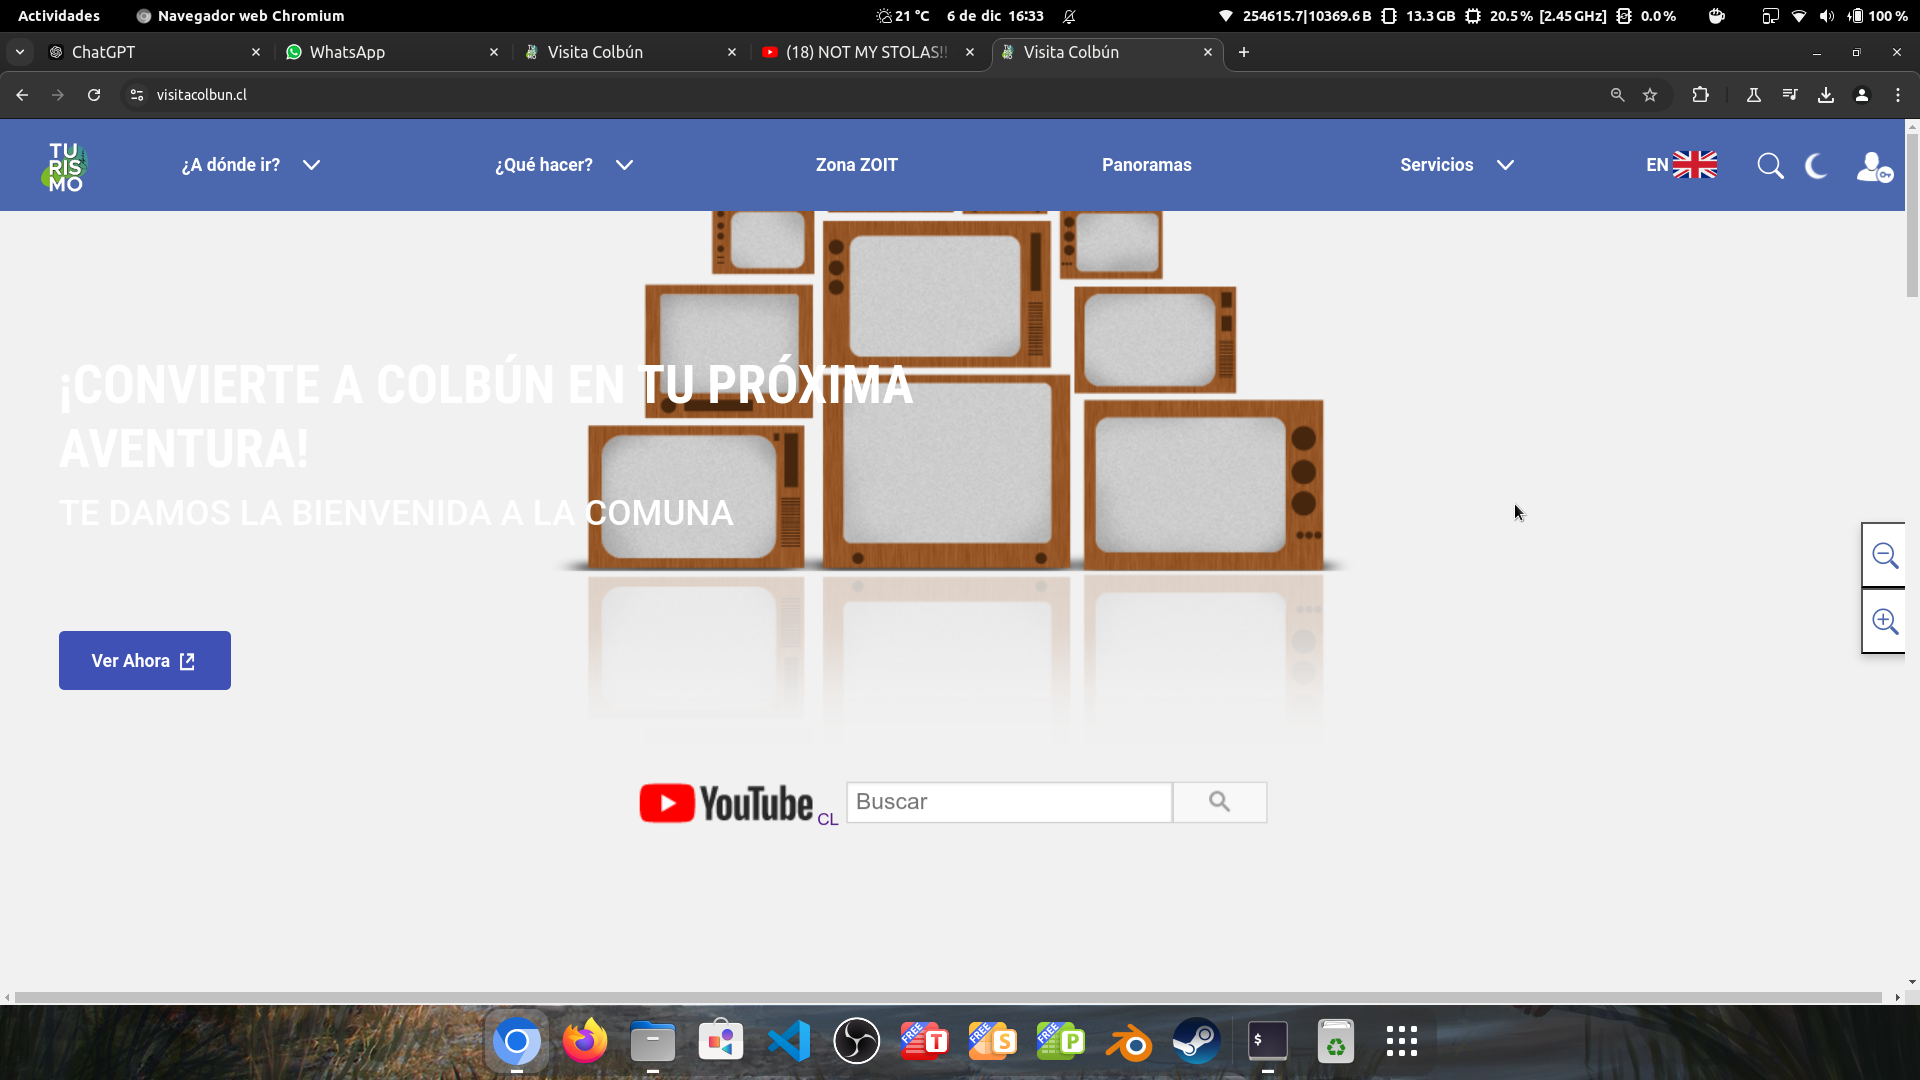 Actividades
Navegador web Chromium
21 °C
6 de dic 16:33
254615.7|10369.6 B
13.3 GB
20.5 % [2.45 GHz]
0.0 %
100 %
ChatGPT
WhatsApp
Visita Colbún
(18) NOT MY STOLAS!!
Visita Colbún
visitacolbun.cl
TU
RIS
MO
¿A dónde ir?
¿Qué hacer?
Zona ZOIT
Panoramas
Servicios
EN
¡CONVIERTE A COLBÚN EN TU PRÓXIMA
AVENTURA!
TE DAMOS LA BIENVENIDA A LA COMUNA
Ver Ahora
YouTube CL
Buscar
FREE T
FREE S
FREE P
$